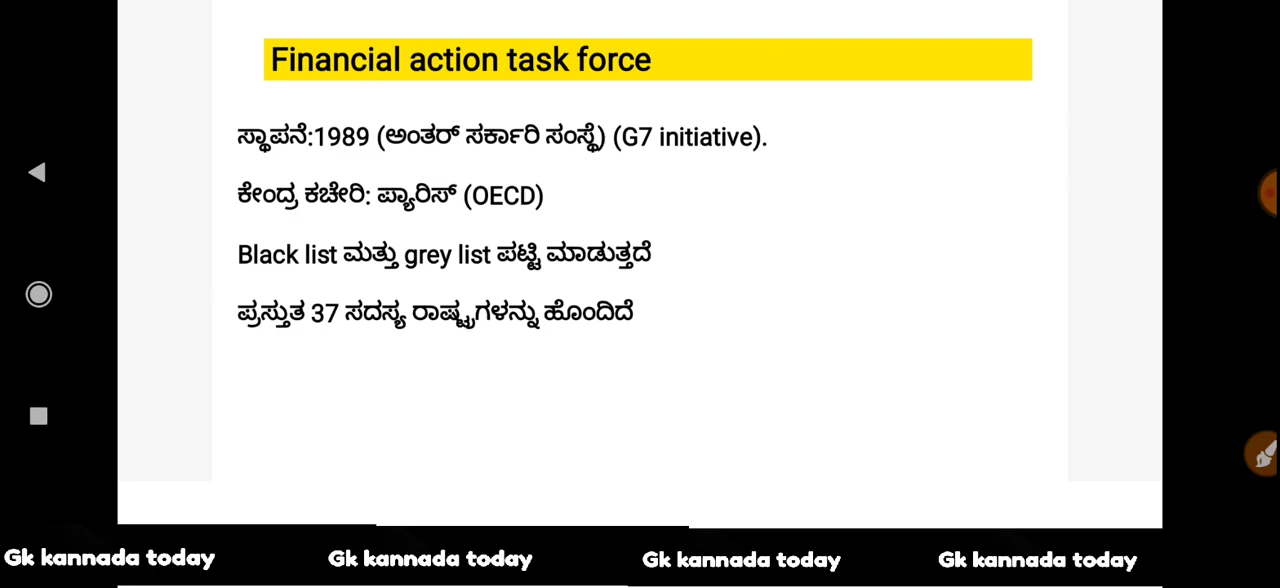 Financial action task force
ಸ್ಥಾಪನೆ:1989 (ಅಂತರ್ ಸರ್ಕಾರಿ ಸಂಸ್ಥೆ) (G7 initiative).
ಕೇಂದ್ರ ಕಚೇರಿ: ಪ್ಯಾರಿಸ್ (OECD)
Black list ಮತ್ತು grey list ಪಟ್ಟಿ ಮಾಡುತ್ತದೆ
ಪ್ರಸ್ತುತ 37 ಸದಸ್ಯ ರಾಷ್ಟ್ರಗಳನ್ನು ಹೊಂದಿದೆ
Gk kannada today Gk kannada today Gk kannada today Gk kannada today